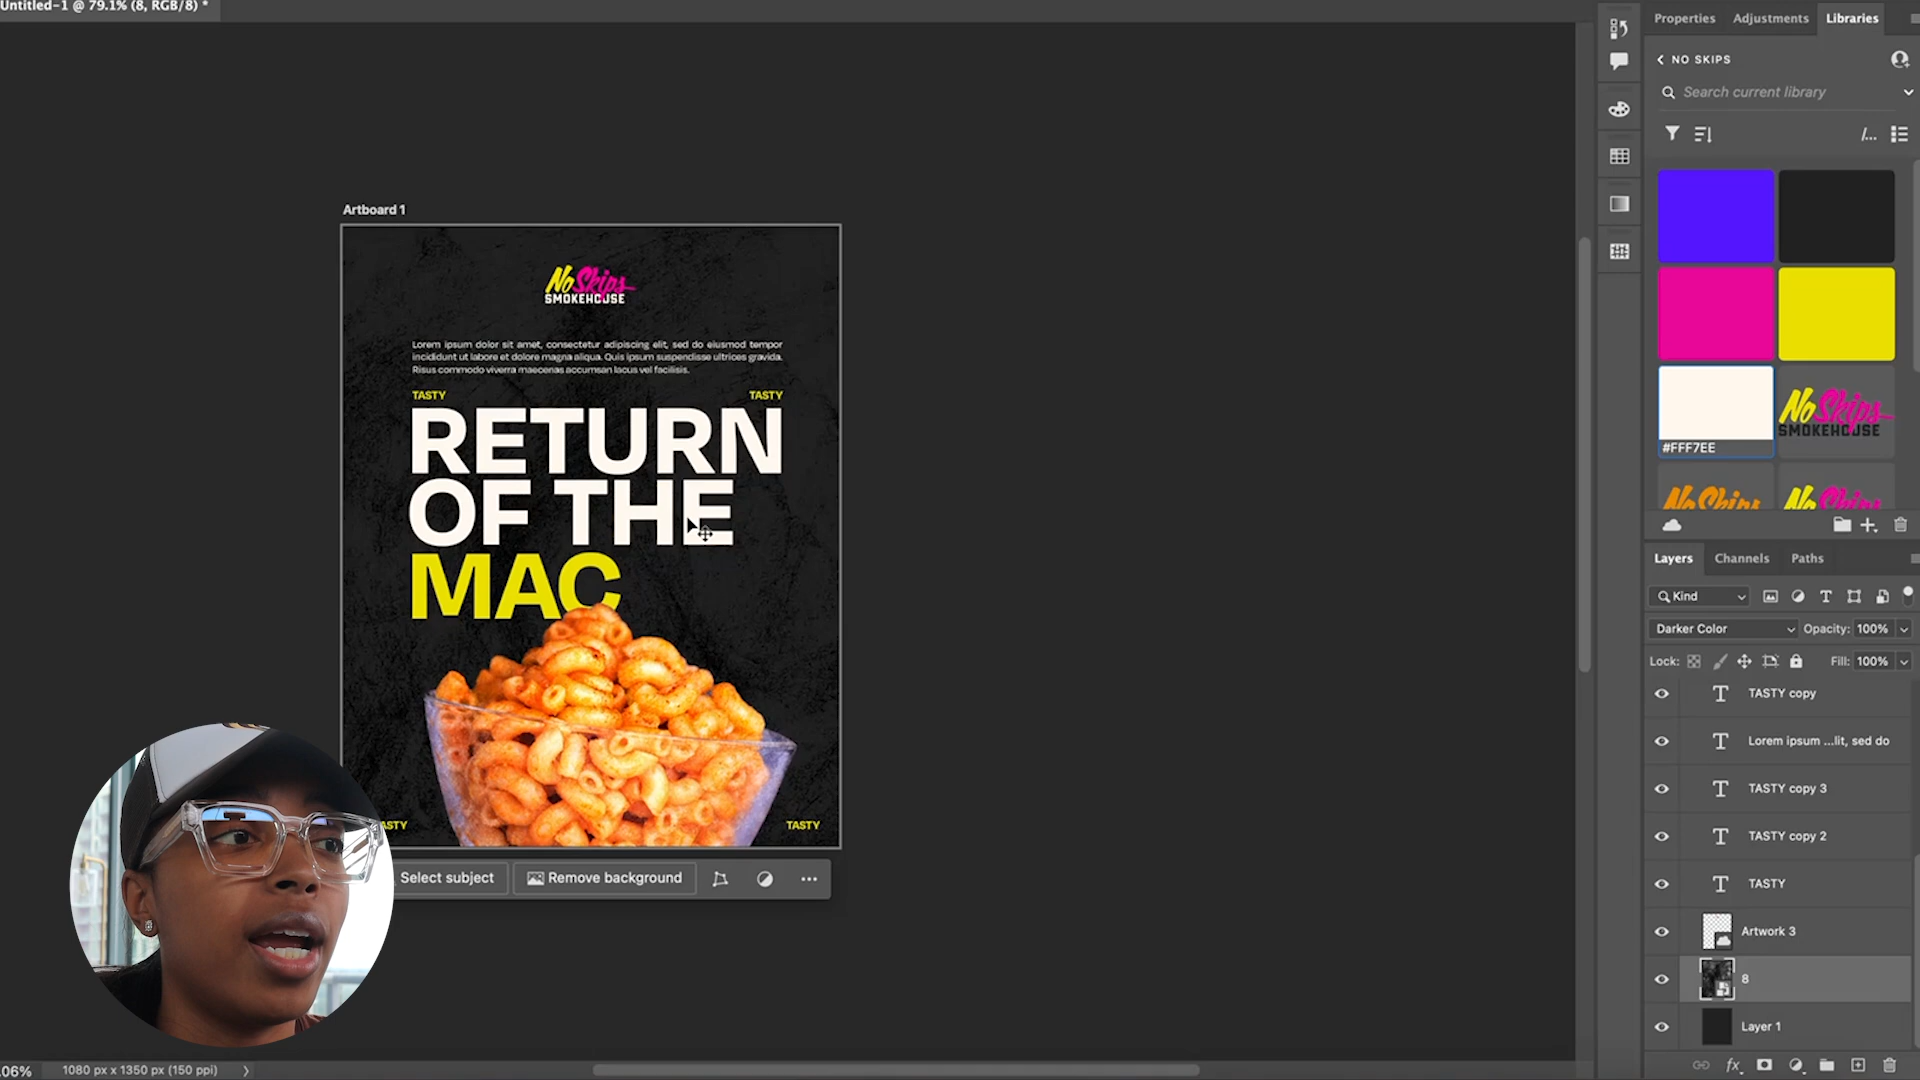 Untitled-1 @ 79.1% (8, RGB/8) *
Properties
Adjustments
Libraries
NO SKIPS
Search current library
/...
#FFF7EE
No Skips
SMOKEHOUSE
No Skips
No Skips
Artboard 1
No Skips
SMOKEHOUSE
Lorem ipsum dolor sit amet, consectetur adipiscing elit, sed do eiusmod tempor
incididunt ut labore et dolore magna aliqua. Quis ipsum suspendisse ultrices gravida.
Risus commodo viverra maecenas accumsan lacus vel facilisis.
TASTY
TASTY
RETURN
OF THE
MAC
TASTY
Select subject
Remove background
Layers
Channels
Paths
Kind
Darker Color
Opacity:
100%
Lock:
Fill:
100%
TASTY copy
Lorem ipsum ...lit, sed do
TASTY copy 3
TASTY copy 2
TASTY
Artwork 3
8
Layer 1
fx
.06%
1080 px x 1350 px (150 ppi)